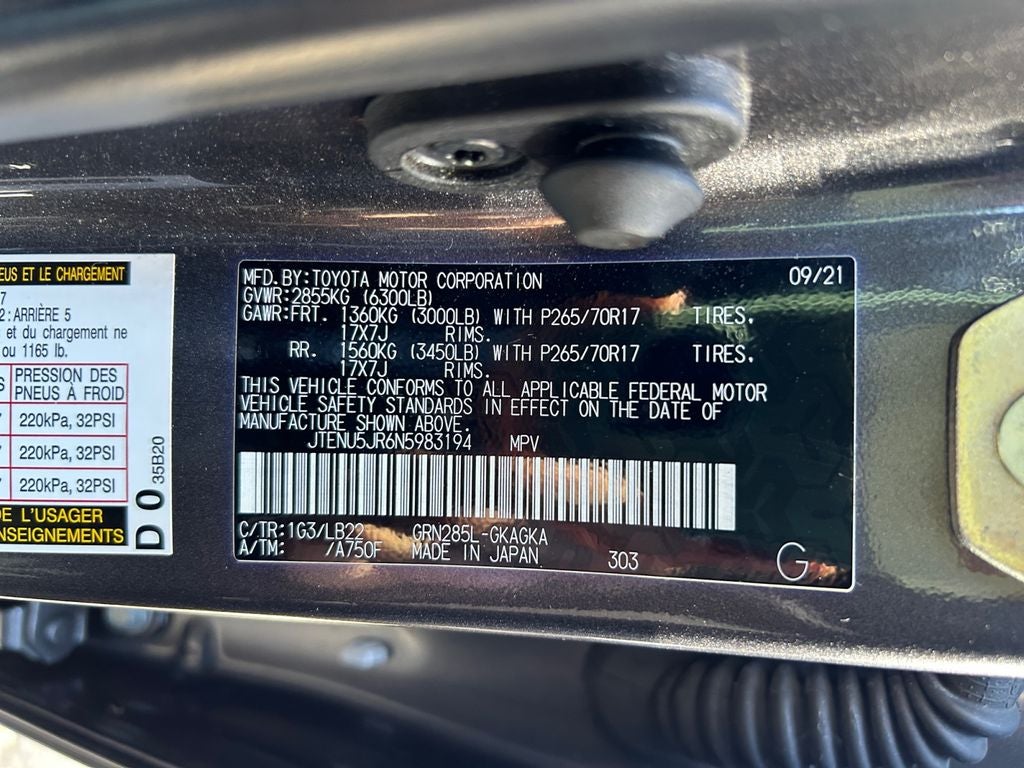 EUS ET LE CHARGEMENT
7
2 : ARRIÈRE 5
et du chargement ne
ou 1165 lb.
S PRESSION DES
PNEUS À FROID
220kPa, 32PSI
220kPa, 32PSI
220kPa, 32PSI
E L'USAGER
ENSEIGNEMENTS
D 0 35B20
MFD.BY:TOYOTA MOTOR CORPORATION 09/21
GVWR:2855KG (6300LB)
GAWR:FRT. 1360KG (3000LB) WITH P265/70R17 TIRES.
17X7J RIMS.
RR. 1560KG (3450LB) WITH P265/70R17 TIRES.
17X7J RIMS.
THIS VEHICLE CONFORMS TO ALL APPLICABLE FEDERAL MOTOR
VEHICLE SAFETY STANDARDS IN EFFECT ON THE DATE OF
MANUFACTURE SHOWN ABOVE.
JTENU5JR6N5983194 MPV
C/TR:1G3/LB22 GRN285L-GKAGKA
A/TM: /A750F MADE IN JAPAN 303
G